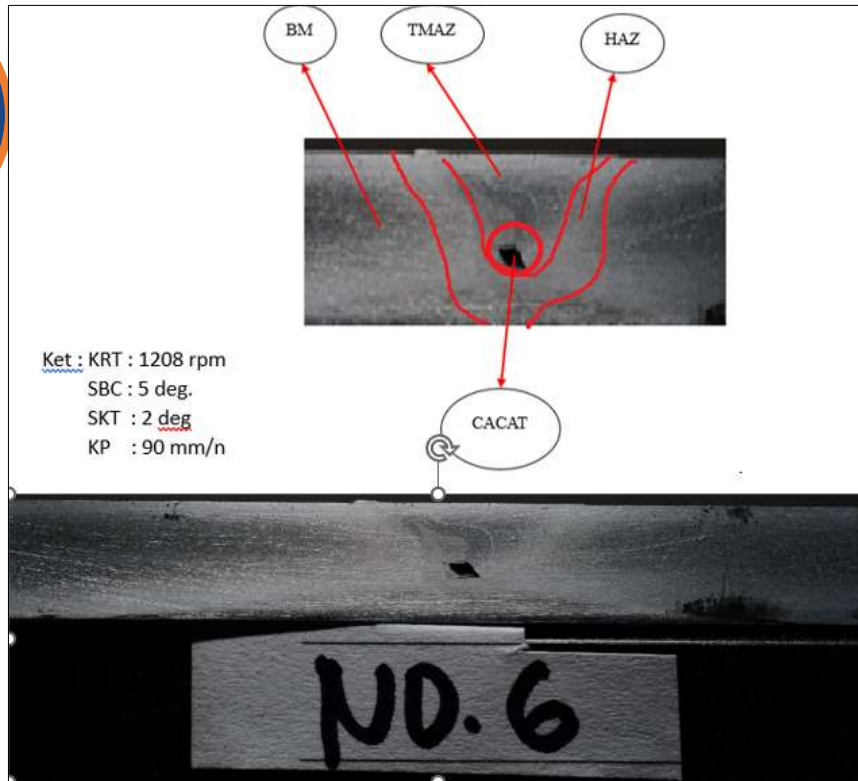 BM
TMAZ
HAZ
Ket : KRT : 1208 rpm
SBC : 5 deg.
SKT : 2 deg
KP : 90 mm/n
CACAT
NO. 6